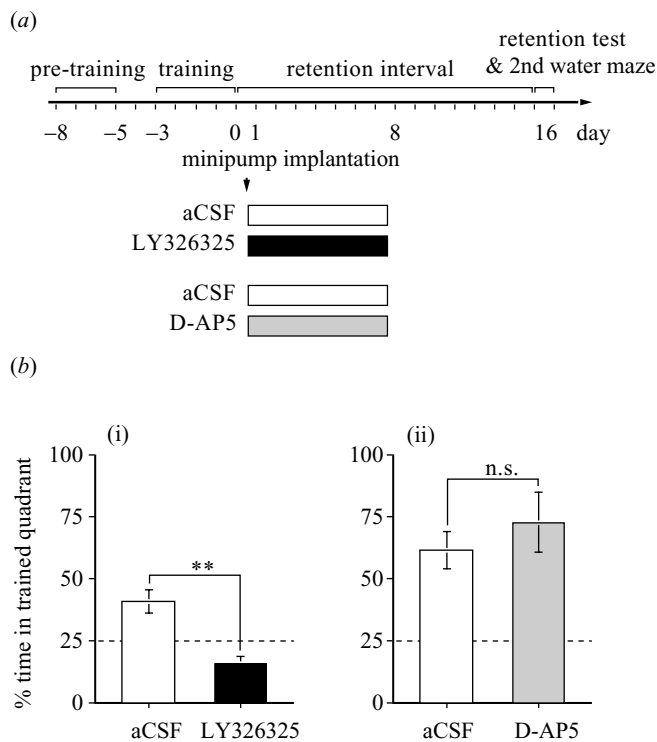 (a)
retention test
& 2nd water maze
pre-training training retention interval
–8 –5 –3 0 1 8 16 day
minipump implantation
aCSF
LY326325
aCSF
D-AP5
(b)
(i)
% time in trained quadrant
100
75
50
25
0
**
aCSF LY326325
(ii)
100
75
50
25
0
n.s.
aCSF D-AP5